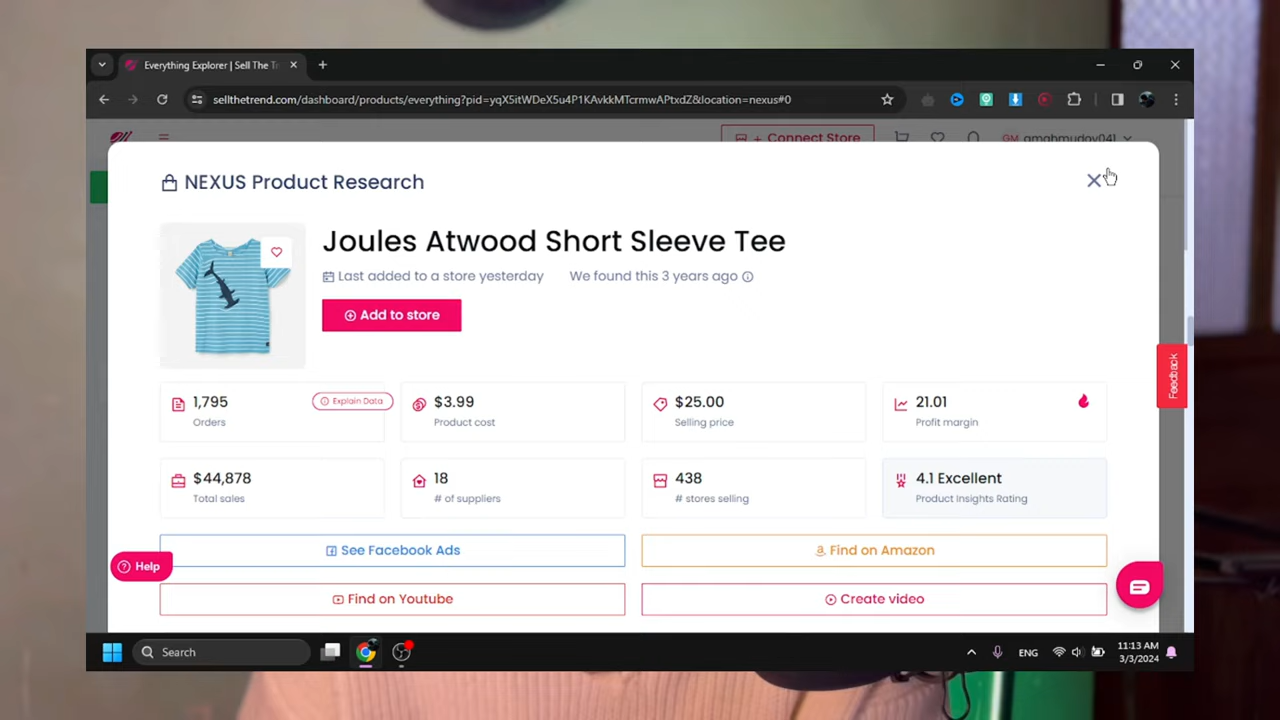 Everything Explorer | Sell The Tr
sellthetrend.com/dashboard/products/everything?pid=yqX5itWDeX5u4P1KAvkkMTcrmwAPtxdZ&location=nexus#0
+ Connect Store
GM amahmudov041
NEXUS Product Research
Joules Atwood Short Sleeve Tee
Last added to a store yesterday We found this 3 years ago
Add to store
1,795 Explain Data $3.99 $25.00 21.01
Orders Product cost Selling price Profit margin
$44,878 18 438 4.1 Excellent
Total sales # of suppliers # stores selling Product Insights Rating
See Facebook Ads Find on Amazon
Help
Find on Youtube Create video
Feedback
Search ENG 11:13 AM
3/3/2024